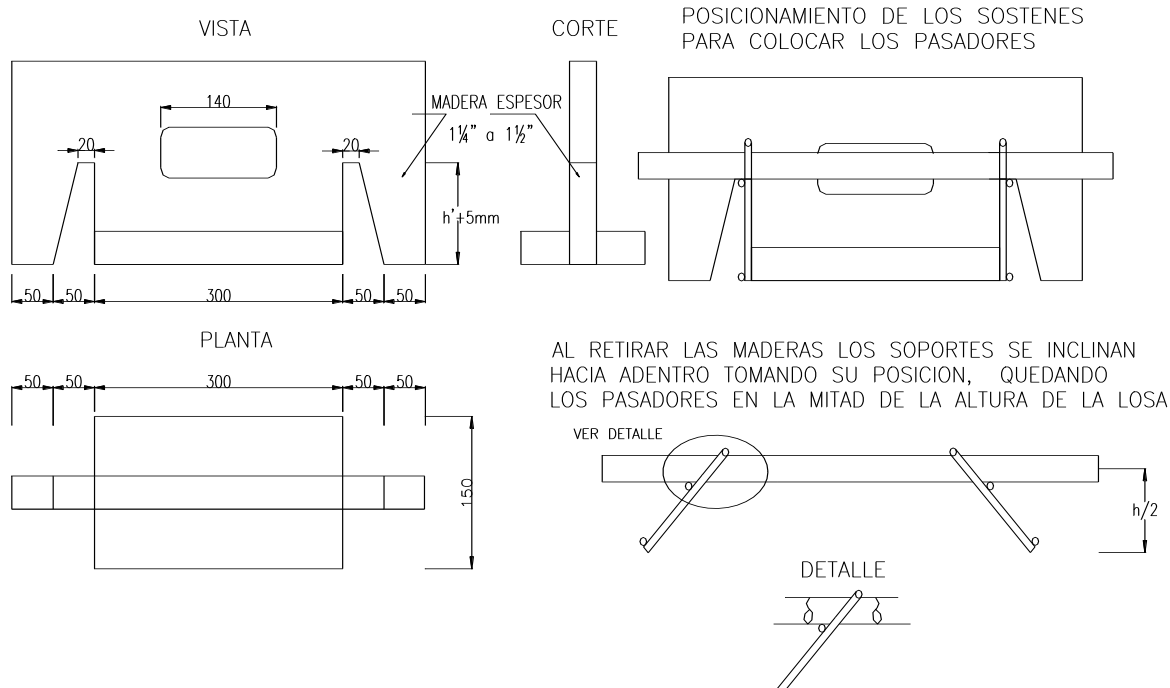 VISTA
140
20
20
h'+5mm
50
50
300
50
50
CORTE
MADERA ESPESOR
1¼" a 1½"
POSICIONAMIENTO DE LOS SOSTENES
PARA COLOCAR LOS PASADORES
PLANTA
50
50
300
50
50
150
AL RETIRAR LAS MADERAS LOS SOPORTES SE INCLINAN
HACIA ADENTRO TOMANDO SU POSICION, QUEDANDO
LOS PASADORES EN LA MITAD DE LA ALTURA DE LA LOSA
VER DETALLE
h/2
DETALLE